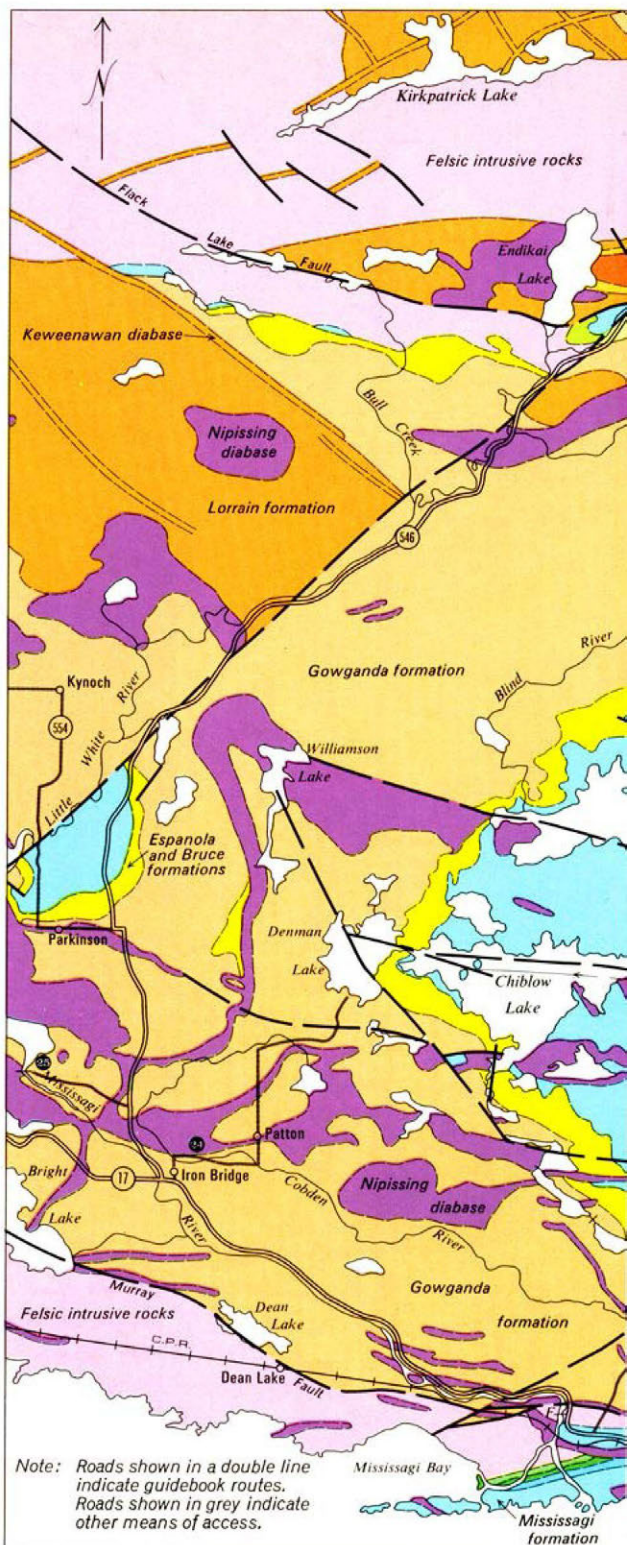 N
Kirkpatrick Lake
Felsic intrusive rocks
Flack
Lake
Fault
Endikai
Lake
Keweenawan diabase
Bull
Creek
Nipissing
diabase
Lorrain formation
546
Gowganda formation
Blind River
Kynoch
554
Little White River
Williamson
Lake
Espanola
and Bruce
formations
Parkinson
Denman
Lake
Chiblow
Lake
Mississagi
River
Patton
Iron Bridge
17
Bright
Lake
Cobden
River
Nipissing
diabase
Gowganda
formation
Murray
Fault
Felsic intrusive rocks
Dean
Lake
C.P.R.
Dean Lake
Mississagi Bay
Mississagi
formation
Note: Roads shown in a double line
indicate guidebook routes.
Roads shown in grey indicate
other means of access.